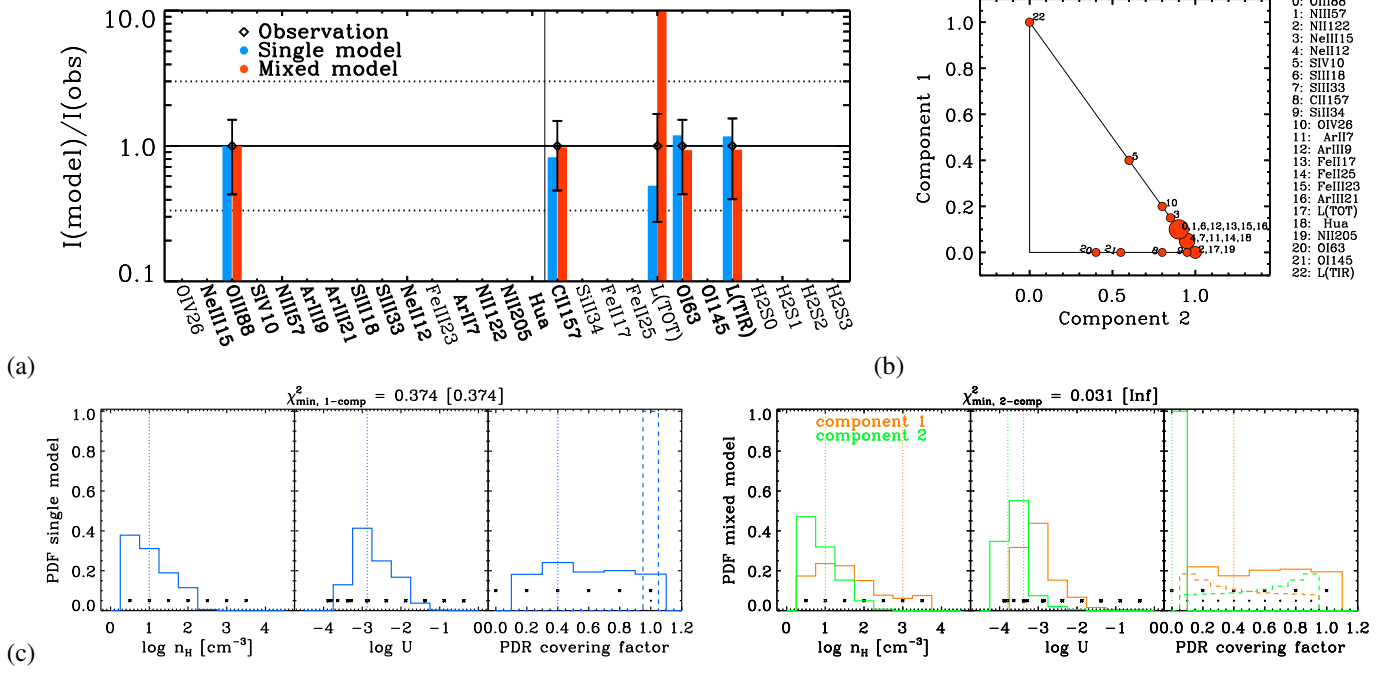 10.0
1.0
0.1
I(model)/I(obs)
Observation
Single model
Mixed model
OIV26
NeIII15
OIII88
SIV10
NIII57
ArIII9
ArIII21
SIII18
SIII33
NeII12
FeIII23
ArII7
NII122
NII205
Hua
CII157
SiII34
FeII17
FeII25
L(TOT)
OI63
OI145
L(TIR)
H2S0
H2S1
H2S2
H2S3
(a)
Component 1
1.0
0.8
0.6
0.4
0.2
0.0
22
5
10
3
0,1,6,12,13,15,16
4,7,11,14,18
20
21
8
9
2,17,19
0.0 0.5 1.0
Component 2
0: OIII88
1: NIII57
2: NII122
3: NeIII15
4: NeII12
5: SIV10
6: SIII18
7: SIII33
8: CII157
9: SiII34
10: OIV26
11: ArII7
12: ArIII9
13: FeII17
14: FeII25
15: FeIII23
16: ArIII21
17: L(TOT)
18: Hua
19: NII205
20: OI63
21: OI145
22: L(TIR)
(b)
χ²min, 1-comp = 0.374 [0.374]
PDF single model
1.0
0.8
0.6
0.4
0.2
0.0
0 1 2 3 4
log nH [cm⁻³]
−4 −3 −2 −1 0
log U
0.0 0.2 0.4 0.6 0.8 1.0 1.2
PDR covering factor
(c)
χ²min, 2-comp = 0.031 [Inf]
component 1
component 2
PDF mixed model
1.0
0.8
0.6
0.4
0.2
0.0
0 1 2 3 4
log nH [cm⁻³]
−4 −3 −2 −1 0
log U
0.0 0.2 0.4 0.6 0.8 1.0 1.2
PDR covering factor